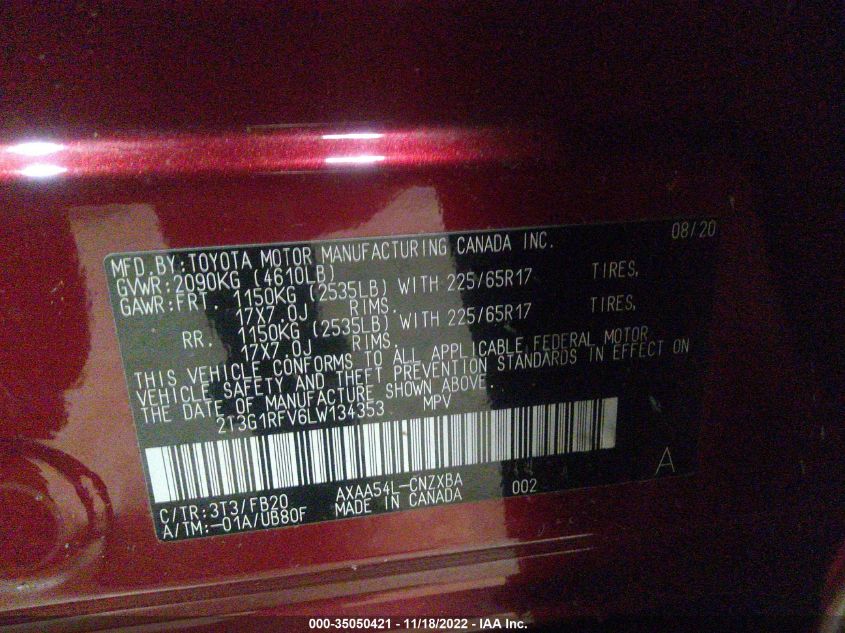 08/20
MFD.BY:TOYOTA MOTOR MANUFACTURING CANADA INC.
GVWR:2090KG (4610LB)
GAWR:FRT. 1150KG (2535LB) WITH 225/65R17 TIRES,
17X7.0J RIMS.
RR. 1150KG (2535LB) WITH 225/65R17 TIRES,
17X7.0J RIMS.
THIS VEHICLE CONFORMS TO ALL APPLICABLE FEDERAL MOTOR
VEHICLE SAFETY AND THEFT PREVENTION STANDARDS IN EFFECT ON
THE DATE OF MANUFACTURE SHOWN ABOVE.
2T3G1RFV6LW134353 MPV
C/TR:3T3/FB20 AXAA54L-CNZXBA 002 A
A/TM:-01A/UB80F MADE IN CANADA
000-35050421 - 11/18/2022 - IAA Inc.